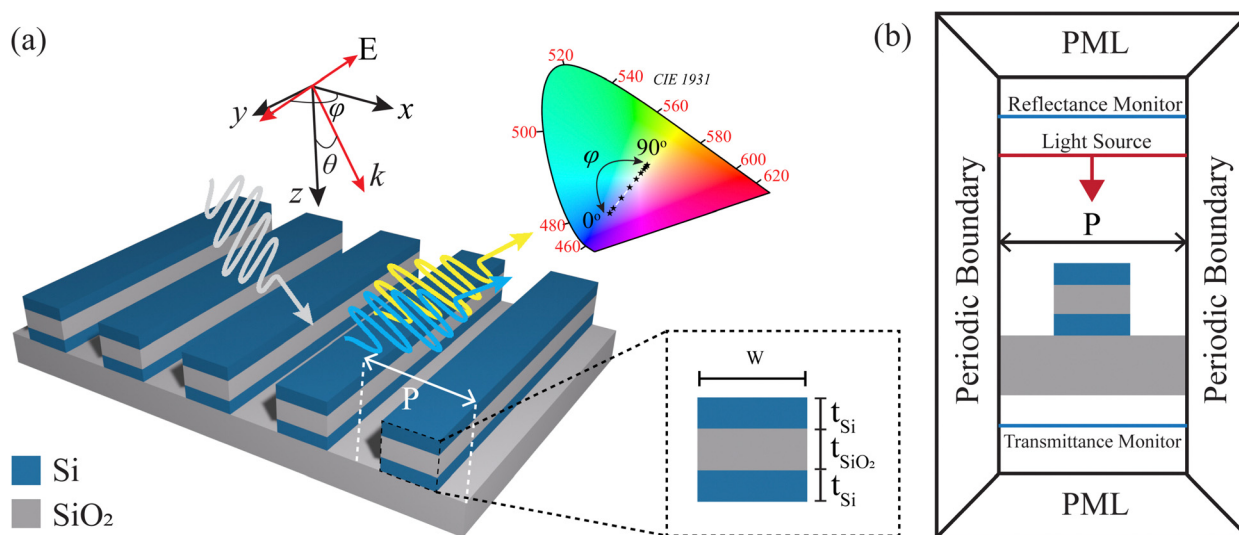 (a)
E
y
φ
x
θ
z
k
CIE 1931
520
540
560
500
580
600
620
480
460
φ
90°
0°
P
W
t_Si
t_SiO₂
t_Si
Si
SiO₂
(b)
PML
Reflectance Monitor
Light Source
P
Periodic Boundary
Periodic Boundary
Transmittance Monitor
PML